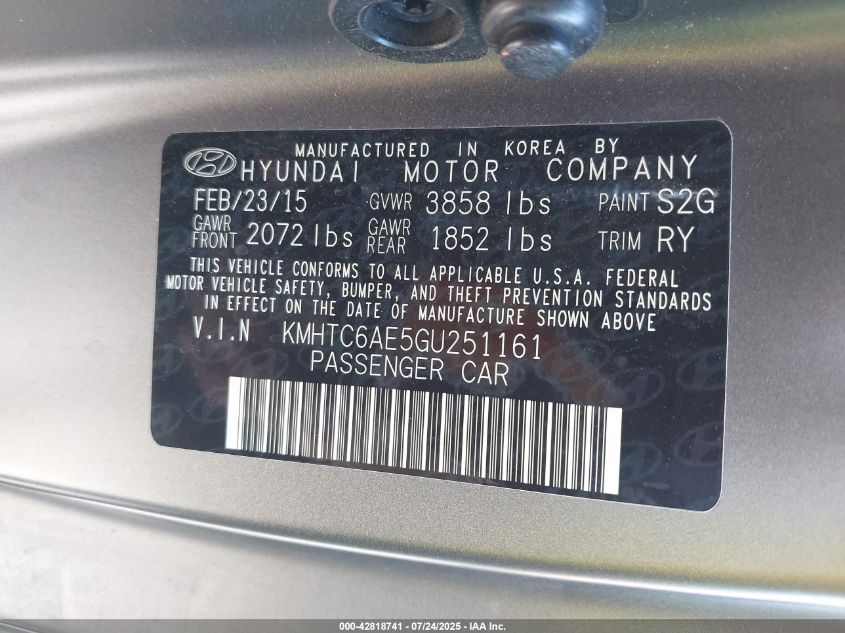 MANUFACTURED IN KOREA BY
HYUNDAI MOTOR COMPANY
FEB/23/15 GVWR 3858 lbs PAINT S2G
GAWR FRONT 2072 lbs GAWR REAR 1852 lbs TRIM RY
THIS VEHICLE CONFORMS TO ALL APPLICABLE U.S.A. FEDERAL
MOTOR VEHICLE SAFETY, BUMPER, AND THEFT PREVENTION STANDARDS
IN EFFECT ON THE DATE OF MANUFACTURE SHOWN ABOVE
V.I.N KMHTC6AE5GU251161
PASSENGER CAR
000-42818741 - 07/24/2025 - IAA Inc.